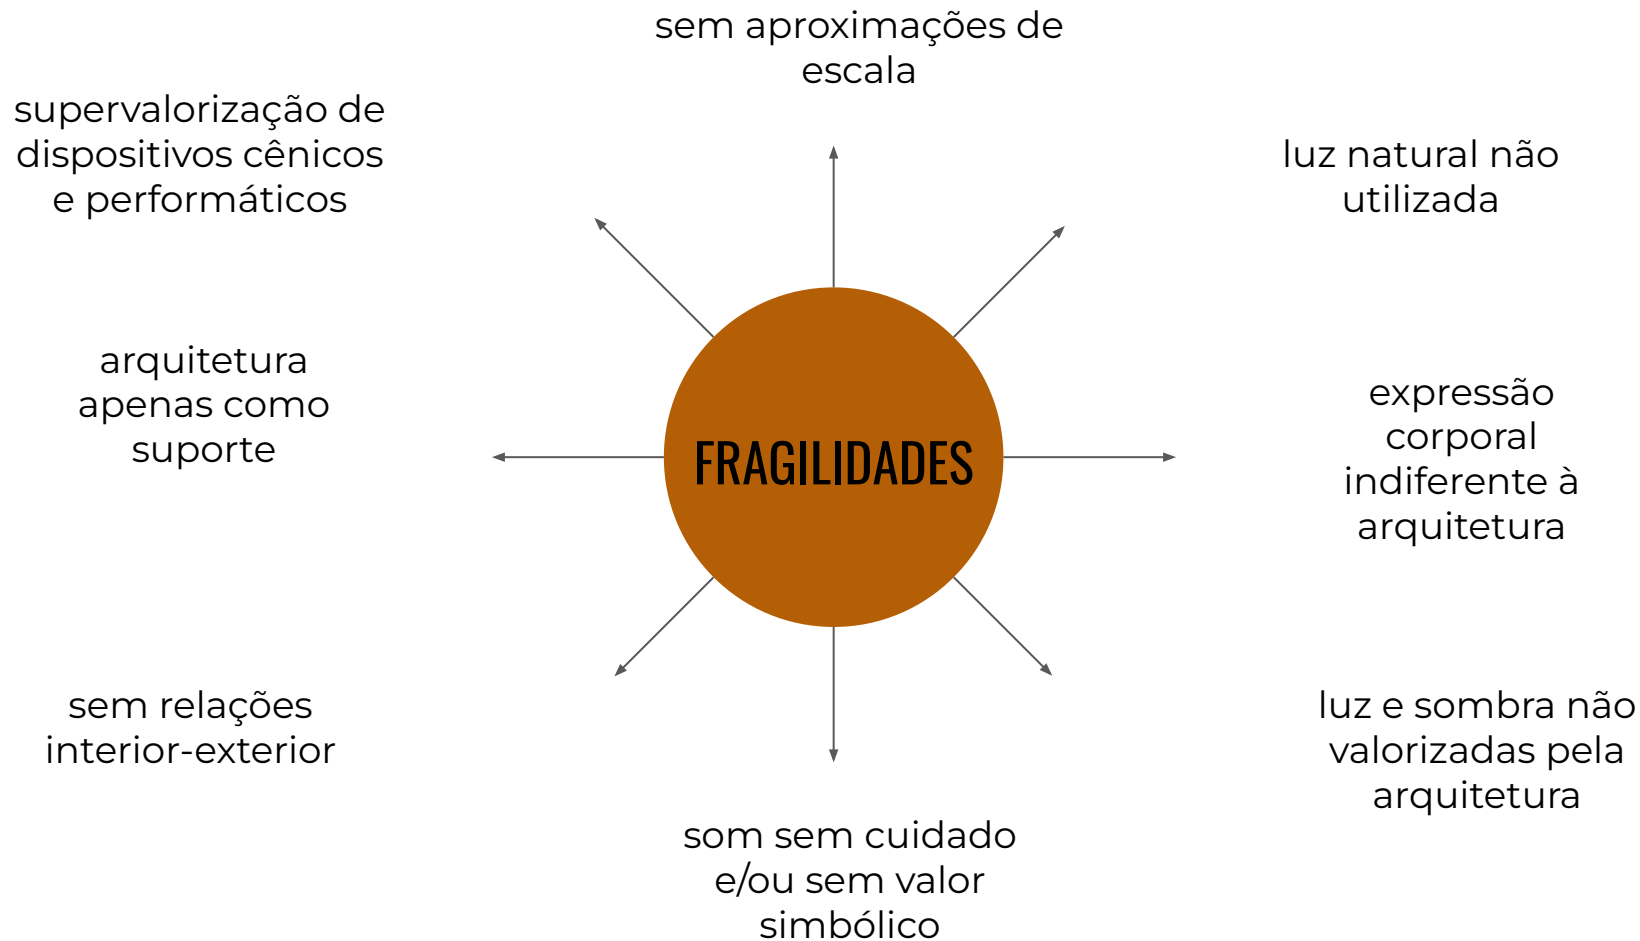 sem aproximações de
escala
supervalorização de
dispositivos cênicos
e performáticos
luz natural não
utilizada
arquitetura
apenas como
suporte
FRAGILIDADES
expressão
corporal
indiferente à
arquitetura
sem relações
interior-exterior
luz e sombra não
valorizadas pela
arquitetura
som sem cuidado
e/ou sem valor
simbólico